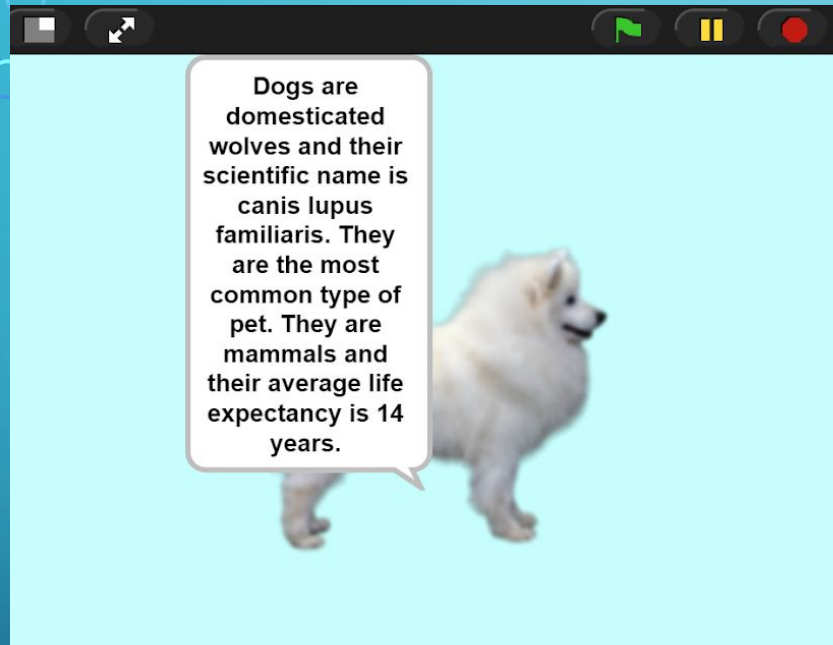 Dogs are
domesticated
wolves and their
scientific name is
canis lupus
familiaris. They
are the most
common type of
pet. They are
mammals and
their average life
expectancy is 14
years.